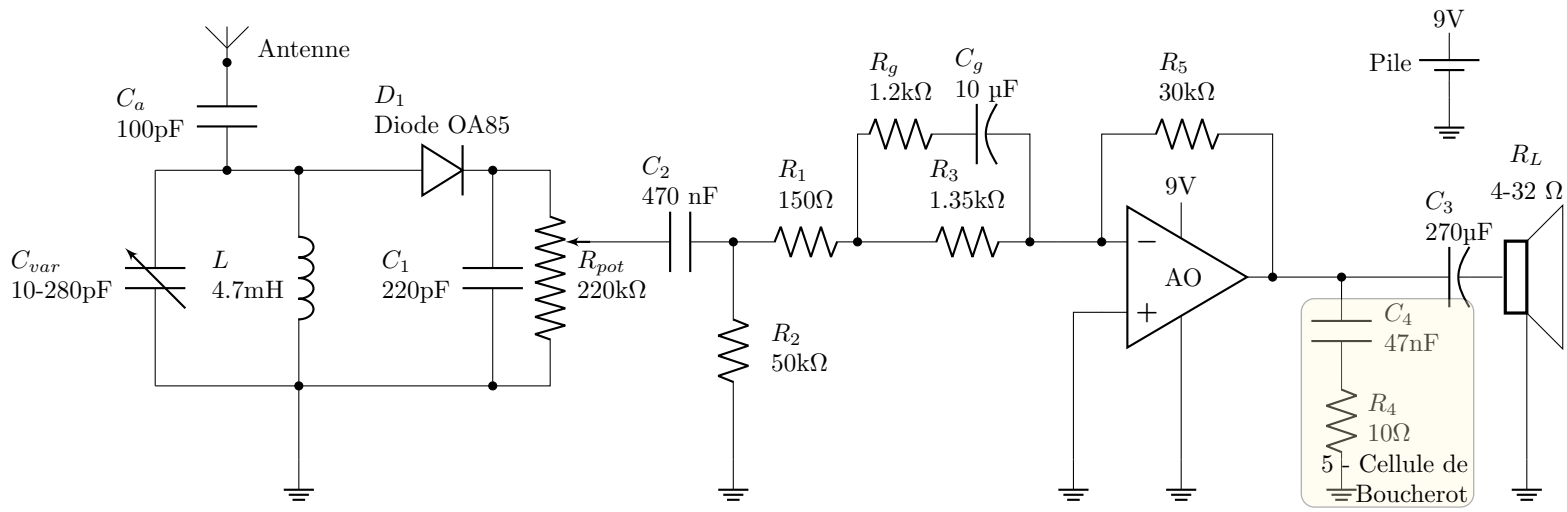 Antenne
C_a
100pF
D_1
Diode OA85
C_var
10-280pF
L
4.7mH
C_1
220pF
R_pot
220kΩ
C_2
470 nF
R_2
50kΩ
R_1
150Ω
R_g
1.2kΩ
C_g
10 µF
R_3
1.35kΩ
R_5
30kΩ
9V
−
AO
+
9V
Pile
C_3
270µF
R_L
4-32 Ω
C_4
47nF
R_4
10Ω
5 - Cellule de
Boucherot